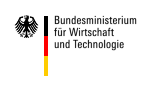 Bundesministerium
für Wirtschaft
und Technologie